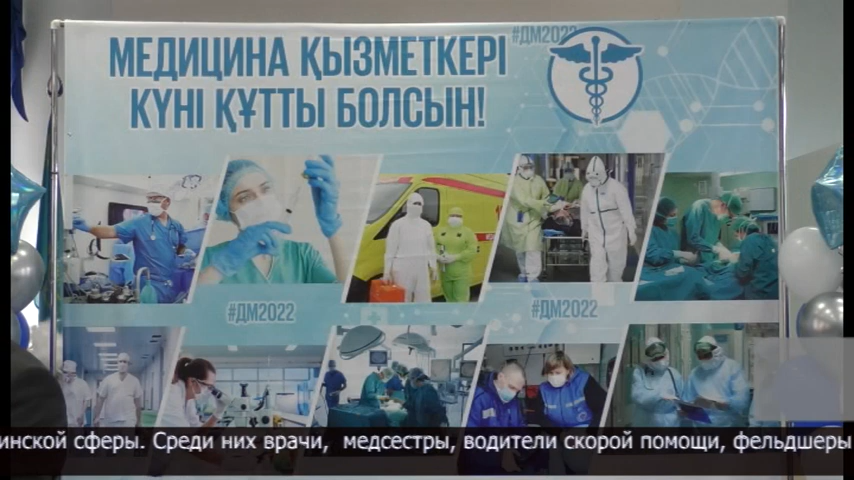 МЕДИЦИНА ҚЫЗМЕТКЕРІ
#ДМ2022
КҮНІ ҚҰТТЫ БОЛСЫН!
#ДМ2022
#ДМ2022
инской сферы. Среди них врачи, медсестры, водители скорой помощи, фельдшеры